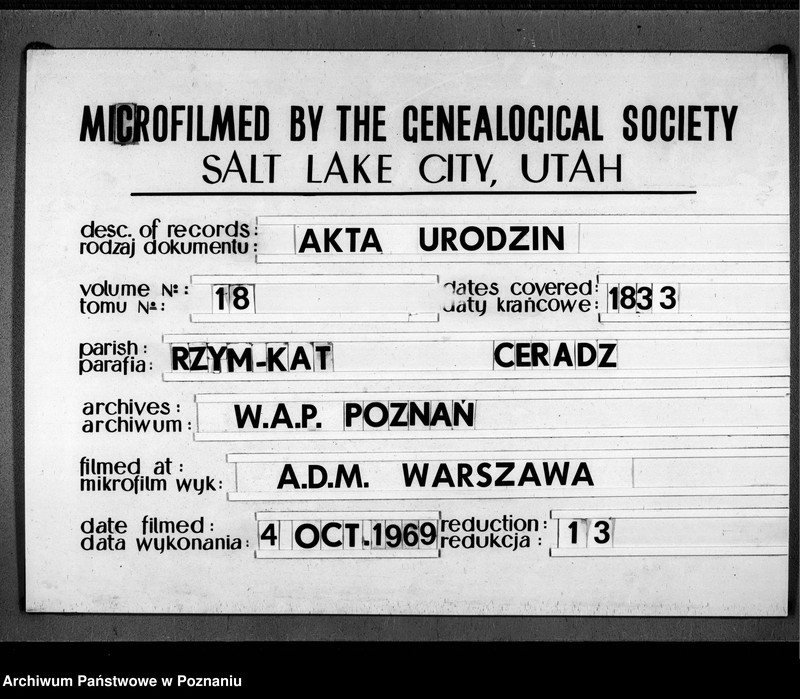 MICROFILMED BY THE GENEALOGICAL SOCIETY
SALT LAKE CITY, UTAH
desc. of records: AKTA URODZIN
rodzaj dokumentu:
volume №: 18 dates covered: 1833
tomu №: daty krańcowe:
parish: RZYM-KAT CERADZ
parafia:
archives: W.A.P. POZNAŃ
archiwum:
filmed at: A.D.M. WARSZAWA
mikrofilm wyk:
date filmed: 4 OCT. 1969 reduction: 13
data wykonania: redukcja:
Archiwum Państwowe w Poznaniu